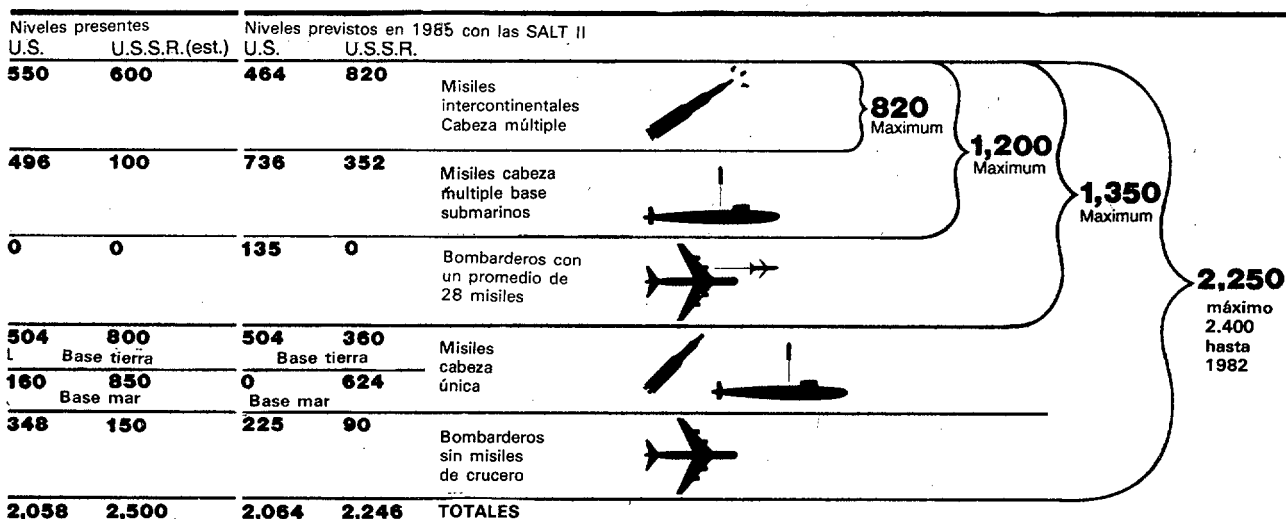 Niveles presentes Niveles previstos en 1985 con las SALT II
U.S. U.S.S.R.(est.) U.S. U.S.S.R.
550 600 464 820
Misiles
intercontinentales
Cabeza múltiple
820
Maximum
496 100 736 352
Misiles cabeza
multiple base
submarinos
1,200
Maximum
0 0 135 0
Bombarderos con
un promedio de
28 misiles
1,350
Maximum
504 800 504 360
Base tierra Base tierra
160 850 0 624
Base mar Base mar
Misiles
cabeza
única
348 150 225 90
Bombarderos
sin misiles
de crucero
2,250
máximo
2.400
hasta
1982
2,058 2,500 2,064 2,246 TOTALES